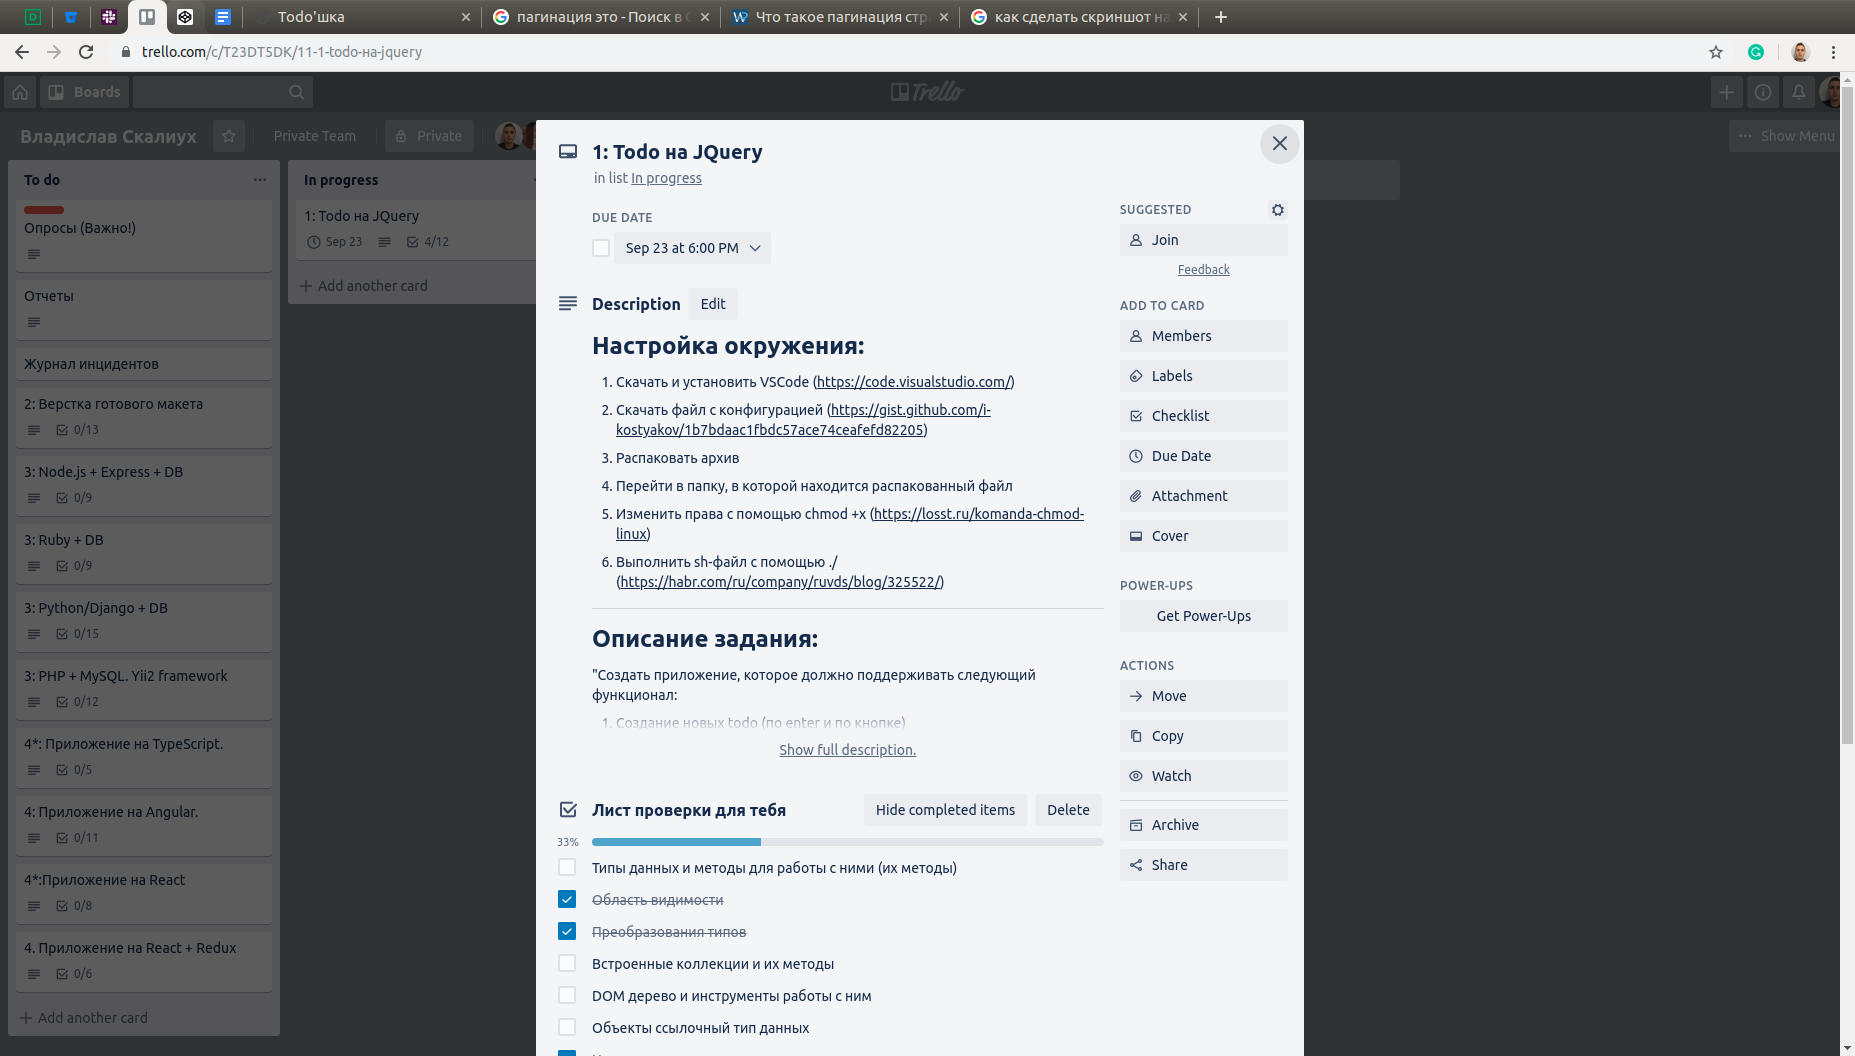 Todo'шка
пагинация это - Поиск в
Что такое пагинация стр
как сделать скриншот на
trello.com/c/T23DT5DK/11-1-todo-на-jquery
Boards
Trello
Владислав Скалиух
Private Team
Private
Show Menu
To do
Опросы (Важно!)
Отчеты
Журнал инцидентов
2: Верстка готового макета
0/13
3: Node.js + Express + DB
0/9
3: Ruby + DB
0/9
3: Python/Django + DB
0/15
3: PHP + MySQL. Yii2 framework
0/12
4*: Приложение на TypeScript.
0/5
4: Приложение на Angular.
0/11
4*:Приложение на React
0/8
4. Приложение на React + Redux
0/6
+ Add another card
In progress
1: Todo на JQuery
Sep 23
4/12
+ Add another card
1: Todo на JQuery
in list In progress
DUE DATE
Sep 23 at 6:00 PM
Description
Edit
Настройка окружения:
1. Скачать и установить VSCode (https://code.visualstudio.com/)
2. Скачать файл с конфигурацией (https://gist.github.com/i-
kostyakov/1b7bdaac1fbdc57ace74ceafefd82205)
3. Распаковать архив
4. Перейти в папку, в которой находится распакованный файл
5. Изменить права с помощью chmod +x (https://losst.ru/komanda-chmod-
linux)
6. Выполнить sh-файл с помощью ./
(https://habr.com/ru/company/ruvds/blog/325522/)
Описание задания:
"Создать приложение, которое должно поддерживать следующий
функционал:
1. Создание новых todo (по enter и по кнопке)
Show full description.
Лист проверки для тебя
Hide completed items
Delete
33%
Типы данных и методы для работы с ними (их методы)
Область видимости
Преобразования типов
Встроенные коллекции и их методы
DOM дерево и инструменты работы с ним
Объекты ссылочный тип данных
SUGGESTED
Join
Feedback
ADD TO CARD
Members
Labels
Checklist
Due Date
Attachment
Cover
POWER-UPS
Get Power-Ups
ACTIONS
Move
Copy
Watch
Archive
Share